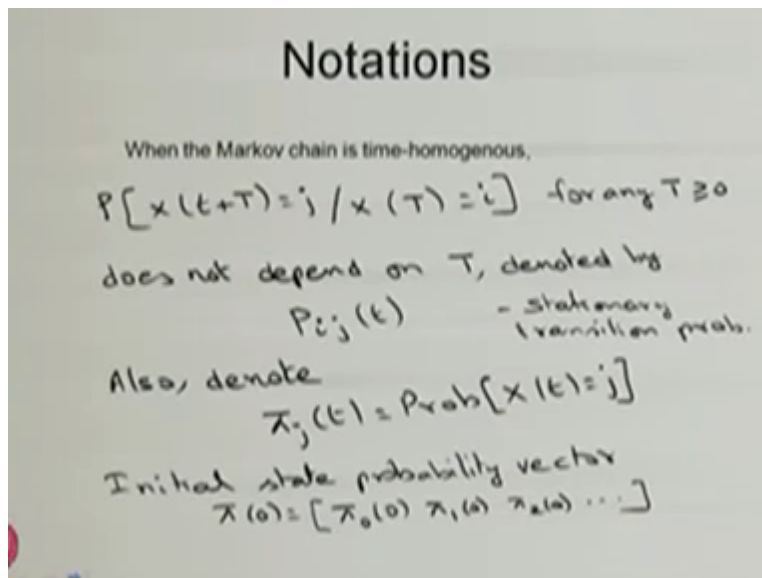 Notations
When the Markov chain is time-homogenous,
P[x(t+T)=j / x(T)=i] for any T≥0
does not depend on T, denoted by
Pij(t) - stationary
transition prob.
Also, denote
πj(t) = Prob[x(t)=j]
Initial state probability vector
π(0)=[π0(0) π1(0) π2(0) ...]